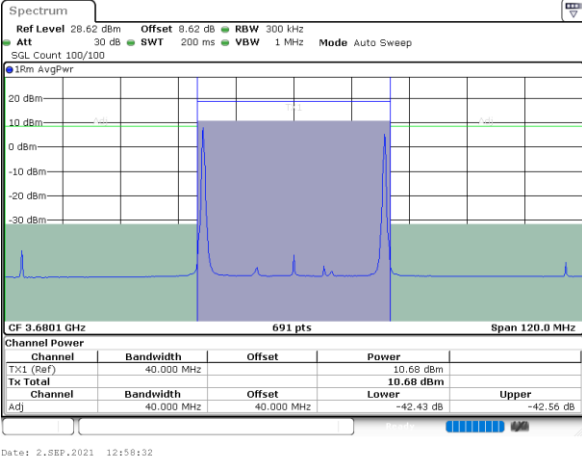 Spectrum
Ref Level 28.62 dBm Offset 8.62 dB RBW 300 kHz
Att 30 dB SWT 200 ms VBW 1 MHz Mode Auto Sweep
SGL Count 100/100
1Rm AvgPwr
20 dBm
TX1
10 dBm
Adj
Adj
0 dBm
-10 dBm
-20 dBm
-30 dBm
CF 3.6801 GHz 691 pts Span 120.0 MHz
Channel Power
Channel Bandwidth Offset Power
TX1 (Ref) 40.000 MHz 10.68 dBm
Tx Total 10.68 dBm
Channel Bandwidth Offset Lower Upper
Adj 40.000 MHz 40.000 MHz -42.43 dB -42.56 dB
Ready
Date: 2.SEP.2021 12:58:32